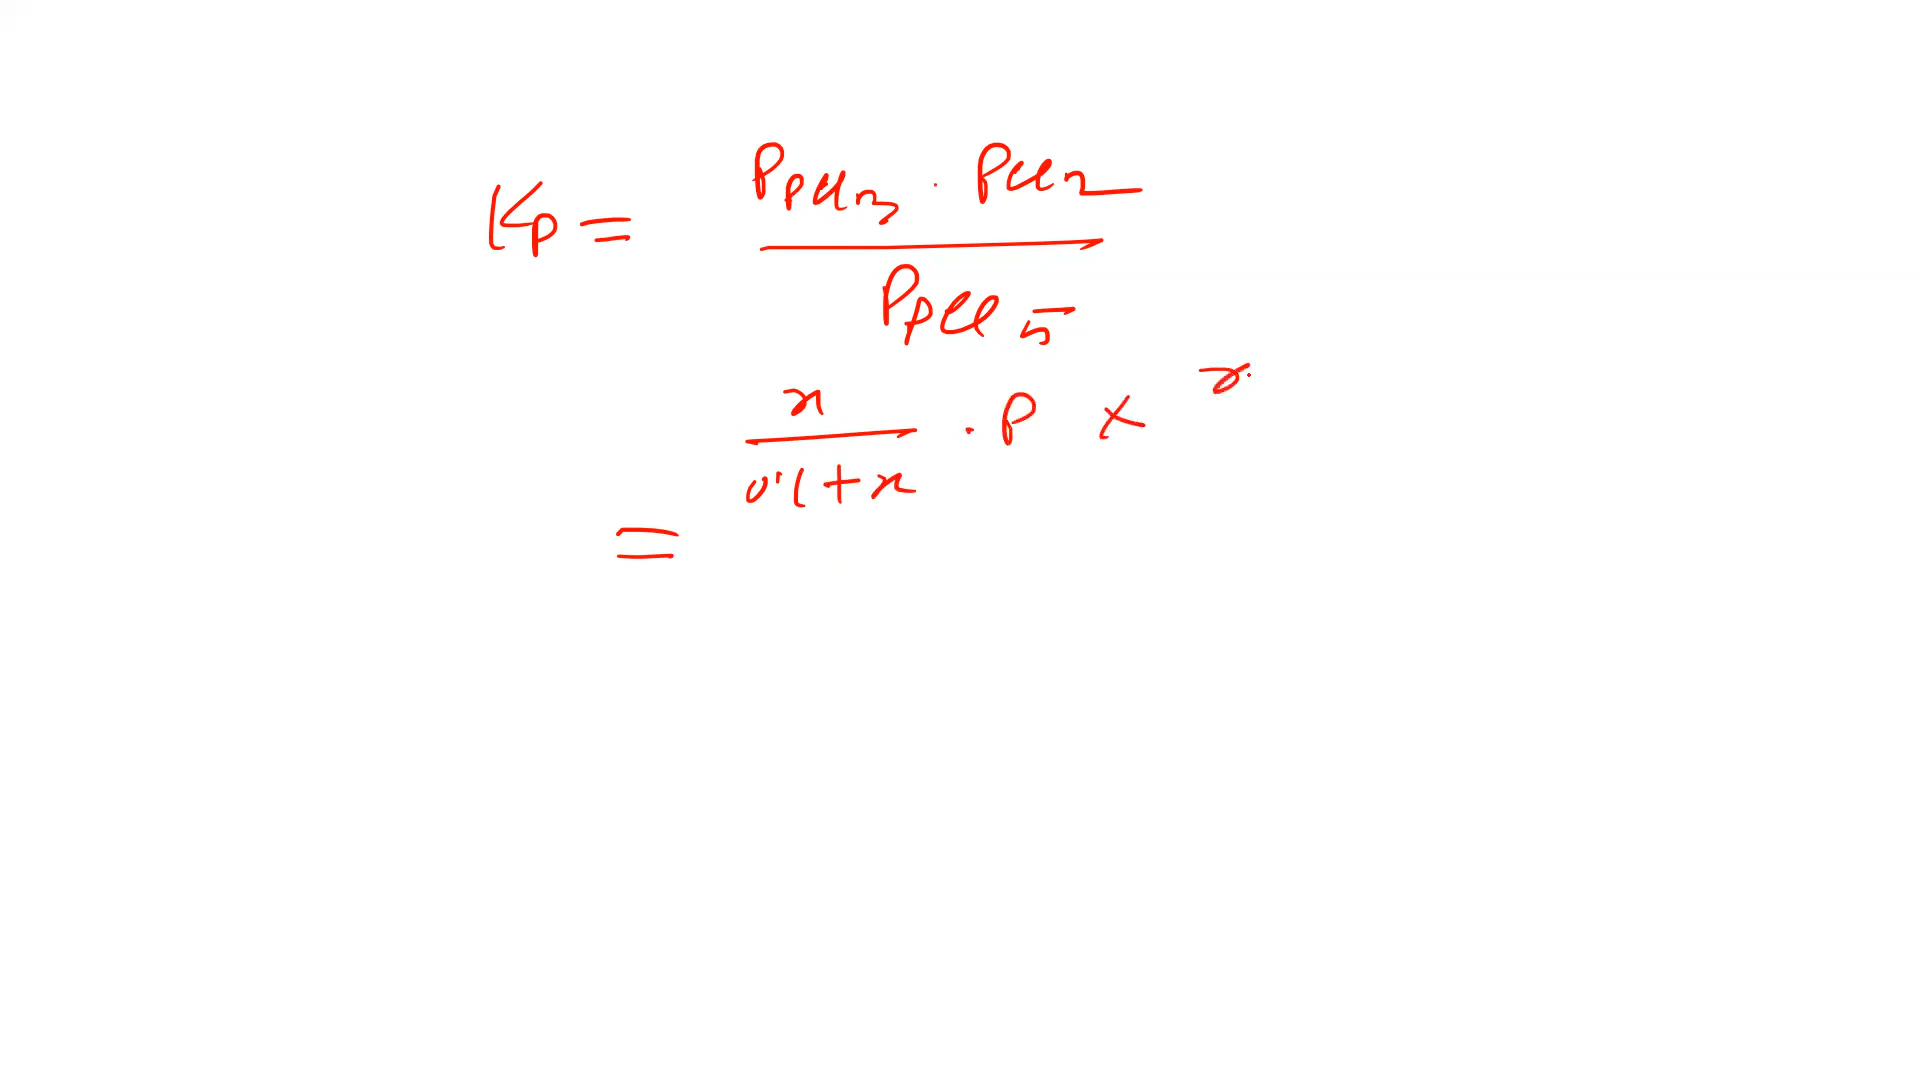 Kp = PPCl3 . PCl2
PPCl5
x . P × x
0.1+x
=